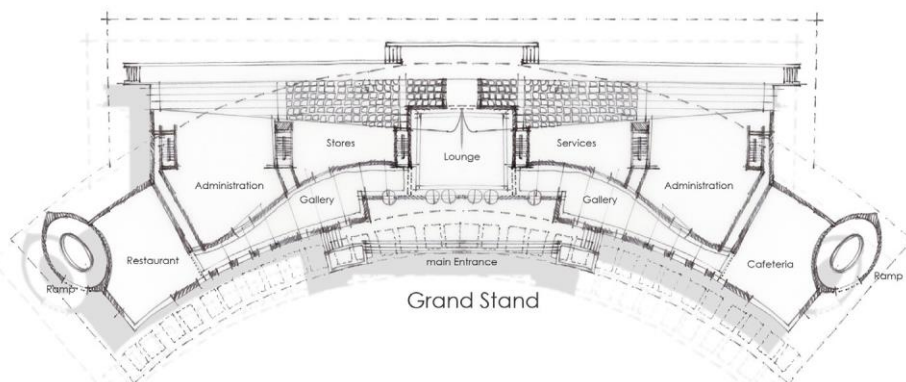 Stores
Services
Lounge
Administration
Administration
Gallery
Gallery
Restaurant
main Entrance
Cafeteria
Ramp
Ramp
Grand Stand